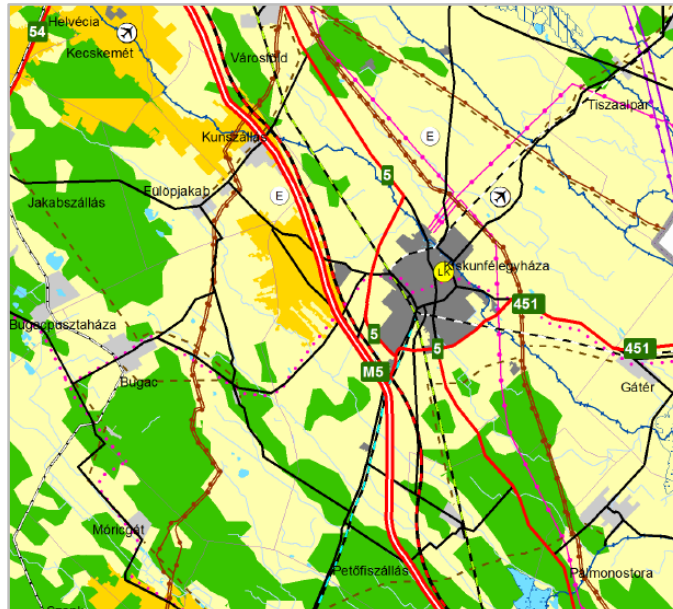 Helvécia
54
Kecskemét
Városföld
Tiszaalpár
Kunszállás
E
5
E
Fülöpjakab
Jakabszállás
Kiskunfélegyháza
LK
451
Bugacpusztaháza
5
5
451
M5
Bugac
Gátér
Móricgát
Petőfiszállás
Pálmonostora